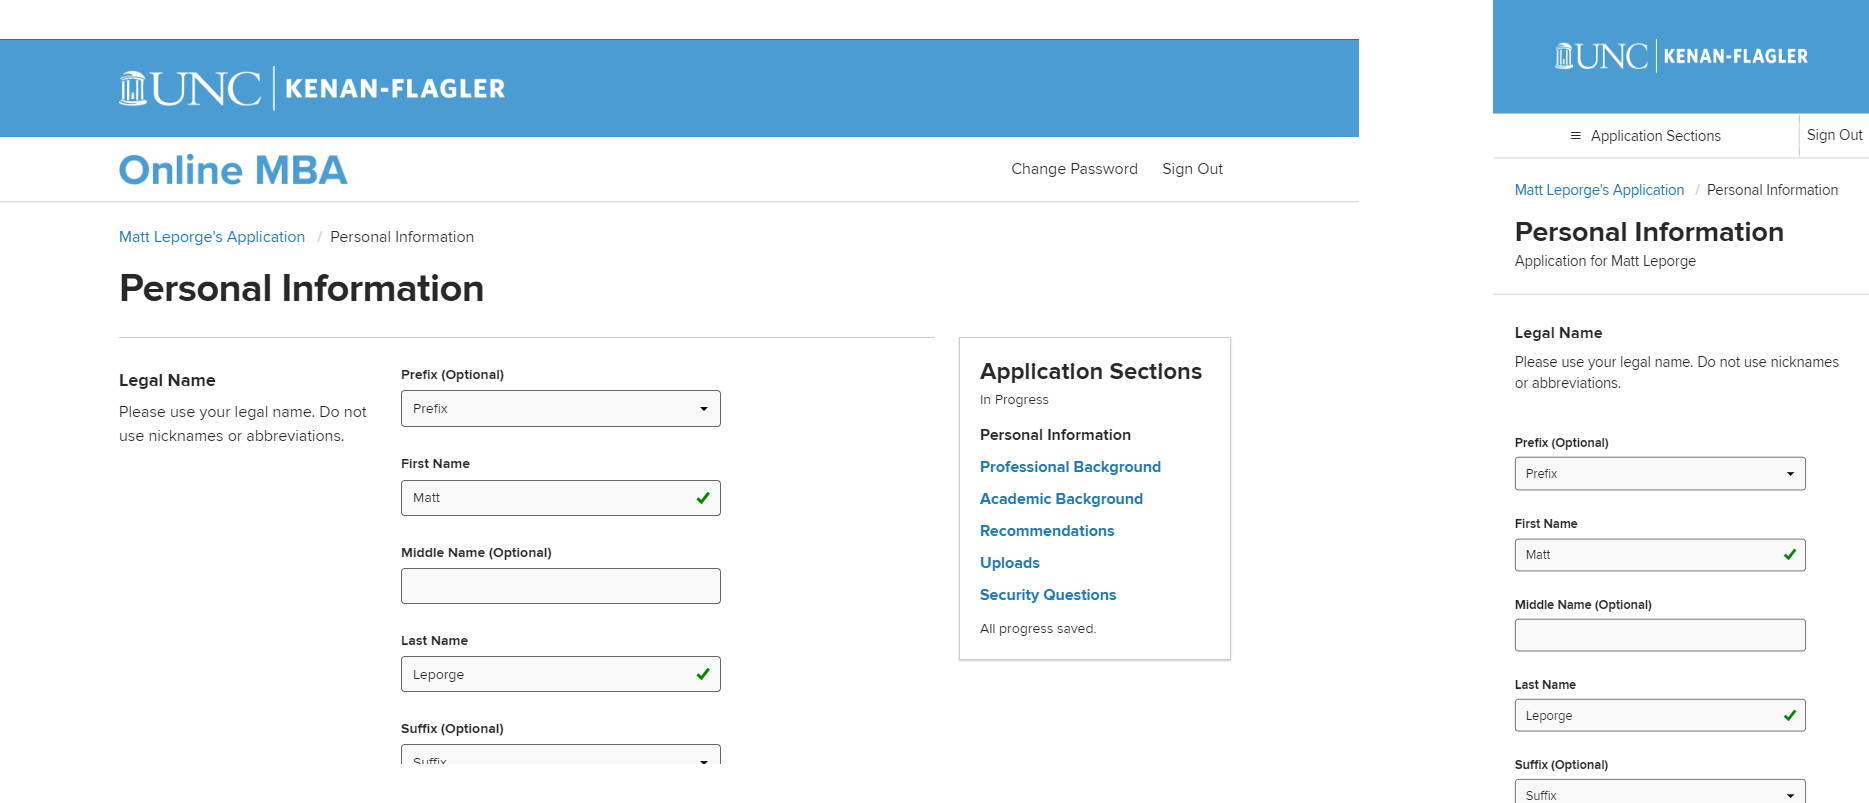 UNC KENAN-FLAGLER
Online MBA
Change Password Sign Out
Matt Leporge's Application / Personal Information
Personal Information
Legal Name
Please use your legal name. Do not
use nicknames or abbreviations.
Prefix (Optional)
Prefix
First Name
Matt
Middle Name (Optional)
Last Name
Leporge
Suffix (Optional)
Suffix
Application Sections
In Progress
Personal Information
Professional Background
Academic Background
Recommendations
Uploads
Security Questions
All progress saved.
UNC KENAN-FLAGLER
≡ Application Sections Sign Out
Matt Leporge's Application / Personal Information
Personal Information
Application for Matt Leporge
Legal Name
Please use your legal name. Do not use nicknames
or abbreviations.
Prefix (Optional)
Prefix
First Name
Matt
Middle Name (Optional)
Last Name
Leporge
Suffix (Optional)
Suffix